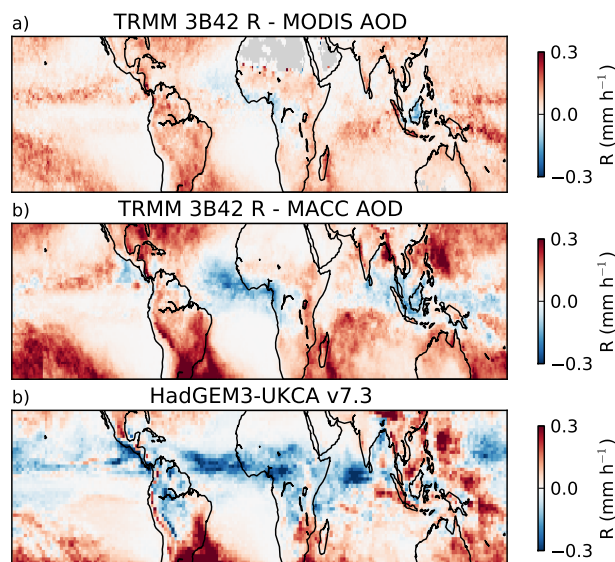 a) TRMM 3B42 R - MODIS AOD
0.3
0.0
−0.3
R (mm h⁻¹)
b) TRMM 3B42 R - MACC AOD
0.3
0.0
−0.3
R (mm h⁻¹)
b) HadGEM3-UKCA v7.3
0.3
0.0
−0.3
R (mm h⁻¹)